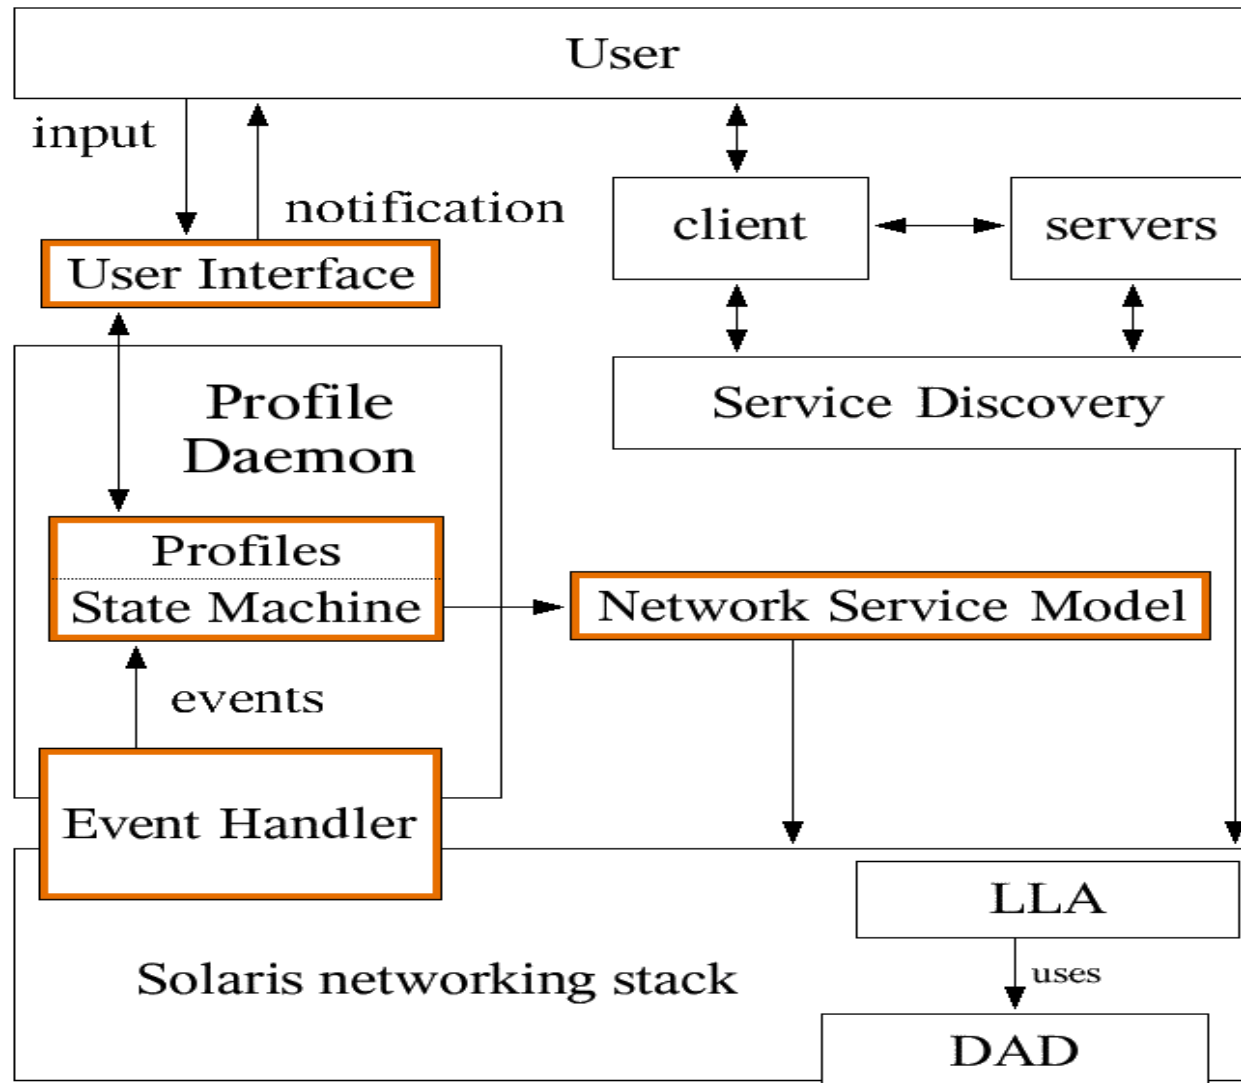 User
input
notification
client
servers
User Interface
Profile
Daemon
Service Discovery
Profiles
State Machine
Network Service Model
events
Event Handler
LLA
Solaris networking stack
uses
DAD